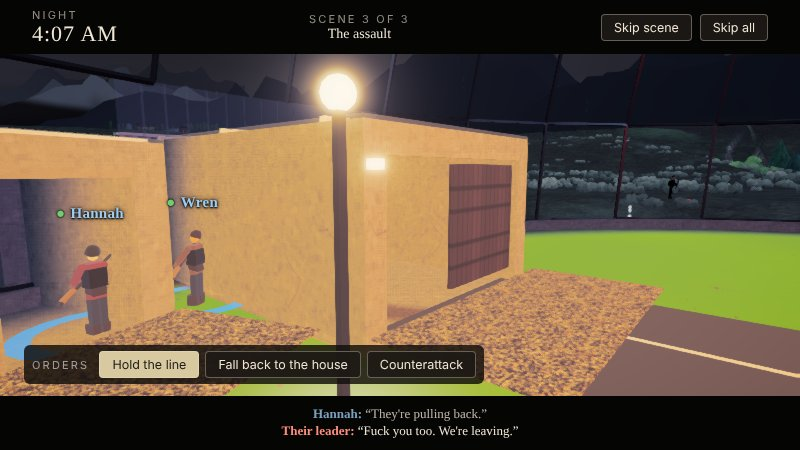 NIGHT
4:07 AM
SCENE 3 OF 3
The assault
Skip scene
Skip all
Hannah
Wren
ORDERS
Hold the line
Fall back to the house
Counterattack
Hannah: “They're pulling back.”
Their leader: “Fuck you too. We're leaving.”